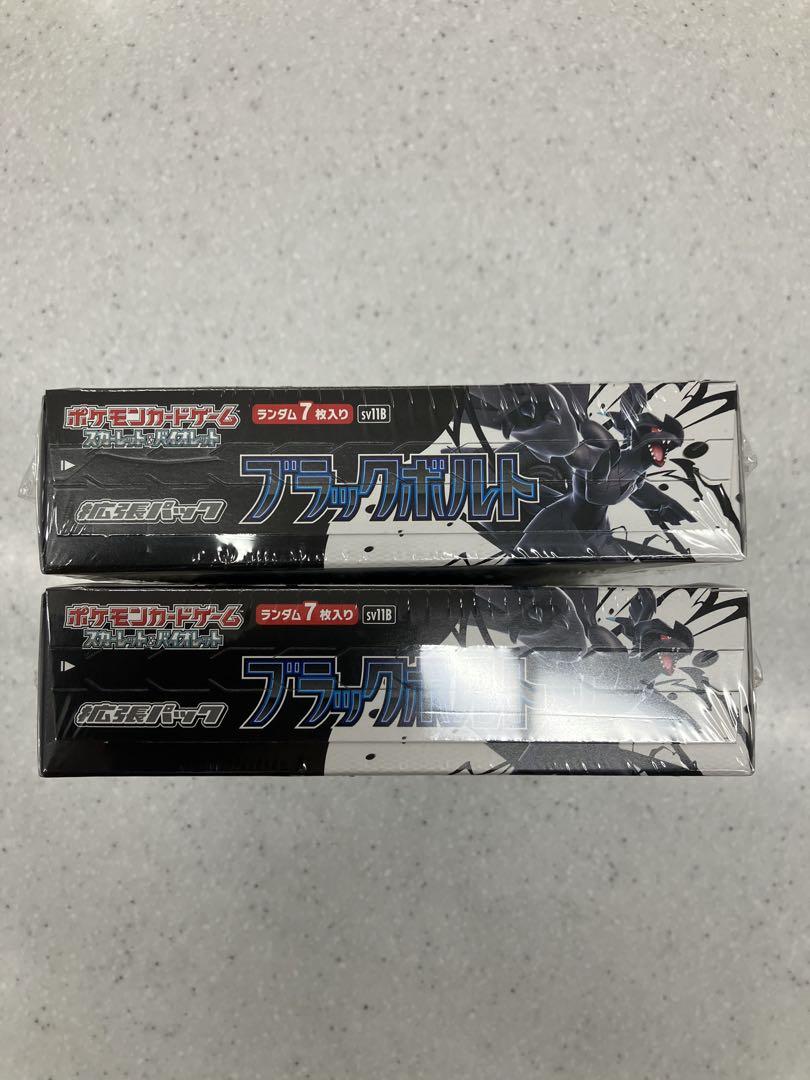 ポケモンカードゲーム
スカーレット&バイオレット
ランダム7枚入り
SV11B
拡張パック
ブラックボルト
ポケモンカードゲーム
スカーレット&バイオレット
ランダム7枚入り
SV11B
拡張パック
ブラックボルト